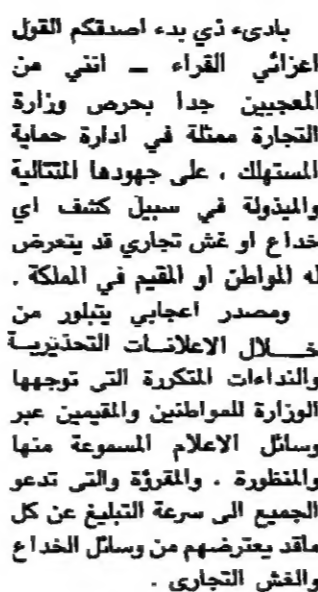 بادىء ذي بدء اصدقكم القول
اعزائي القراء — انني من
المعجبين جدا بحرص وزارة
التجارة ممثلة في ادارة حماية
المستهلك ، على جهودها المتتالية
والمبذولة في سبيل كشف اي
خداع او غش تجاري قد يتعرض
له المواطن او المقيم في المملكة .
ومصدر اعجابي يتبلور من
خلال الاعلانات التحذيرية
والنداءات المتكررة التي توجهها
الوزارة للمواطنين والمقيمين عبر
وسائل الاعلام المسموعة منها
والمنظورة . والمقرؤة والتى تدعو
الجميع الى سرعة التبليغ عن كل
ماقد يعترضهم من وسائل الخداع
والغش التجارى .